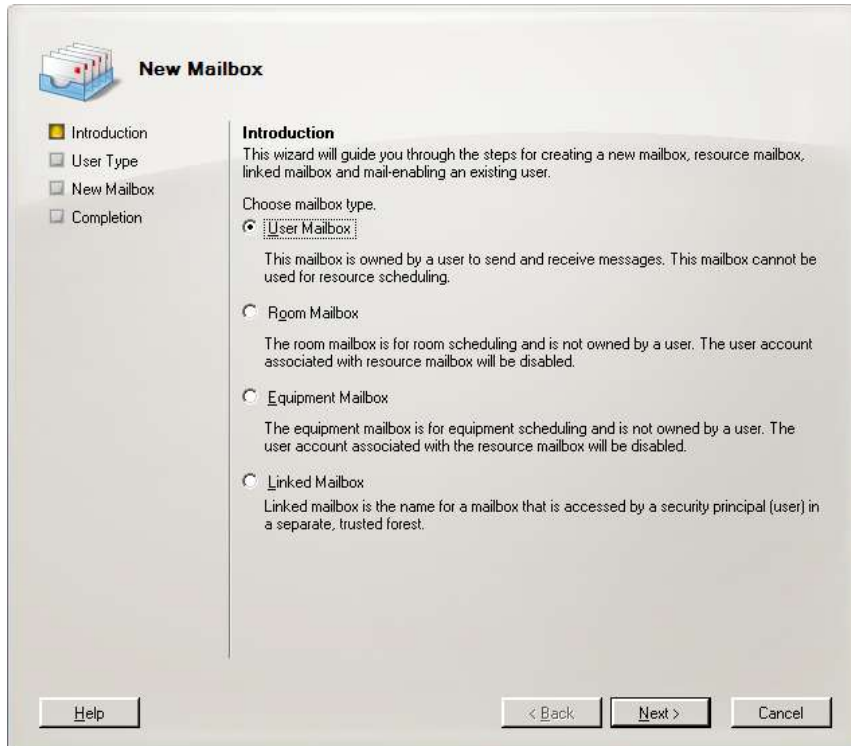 New Mailbox
Introduction
User Type
New Mailbox
Completion
Introduction
This wizard will guide you through the steps for creating a new mailbox, resource mailbox,
linked mailbox and mail-enabling an existing user.
Choose mailbox type.
User Mailbox
This mailbox is owned by a user to send and receive messages. This mailbox cannot be
used for resource scheduling.
Room Mailbox
The room mailbox is for room scheduling and is not owned by a user. The user account
associated with resource mailbox will be disabled.
Equipment Mailbox
The equipment mailbox is for equipment scheduling and is not owned by a user. The
user account associated with the resource mailbox will be disabled.
Linked Mailbox
Linked mailbox is the name for a mailbox that is accessed by a security principal (user) in
a separate, trusted forest.
Help
< Back
Next >
Cancel